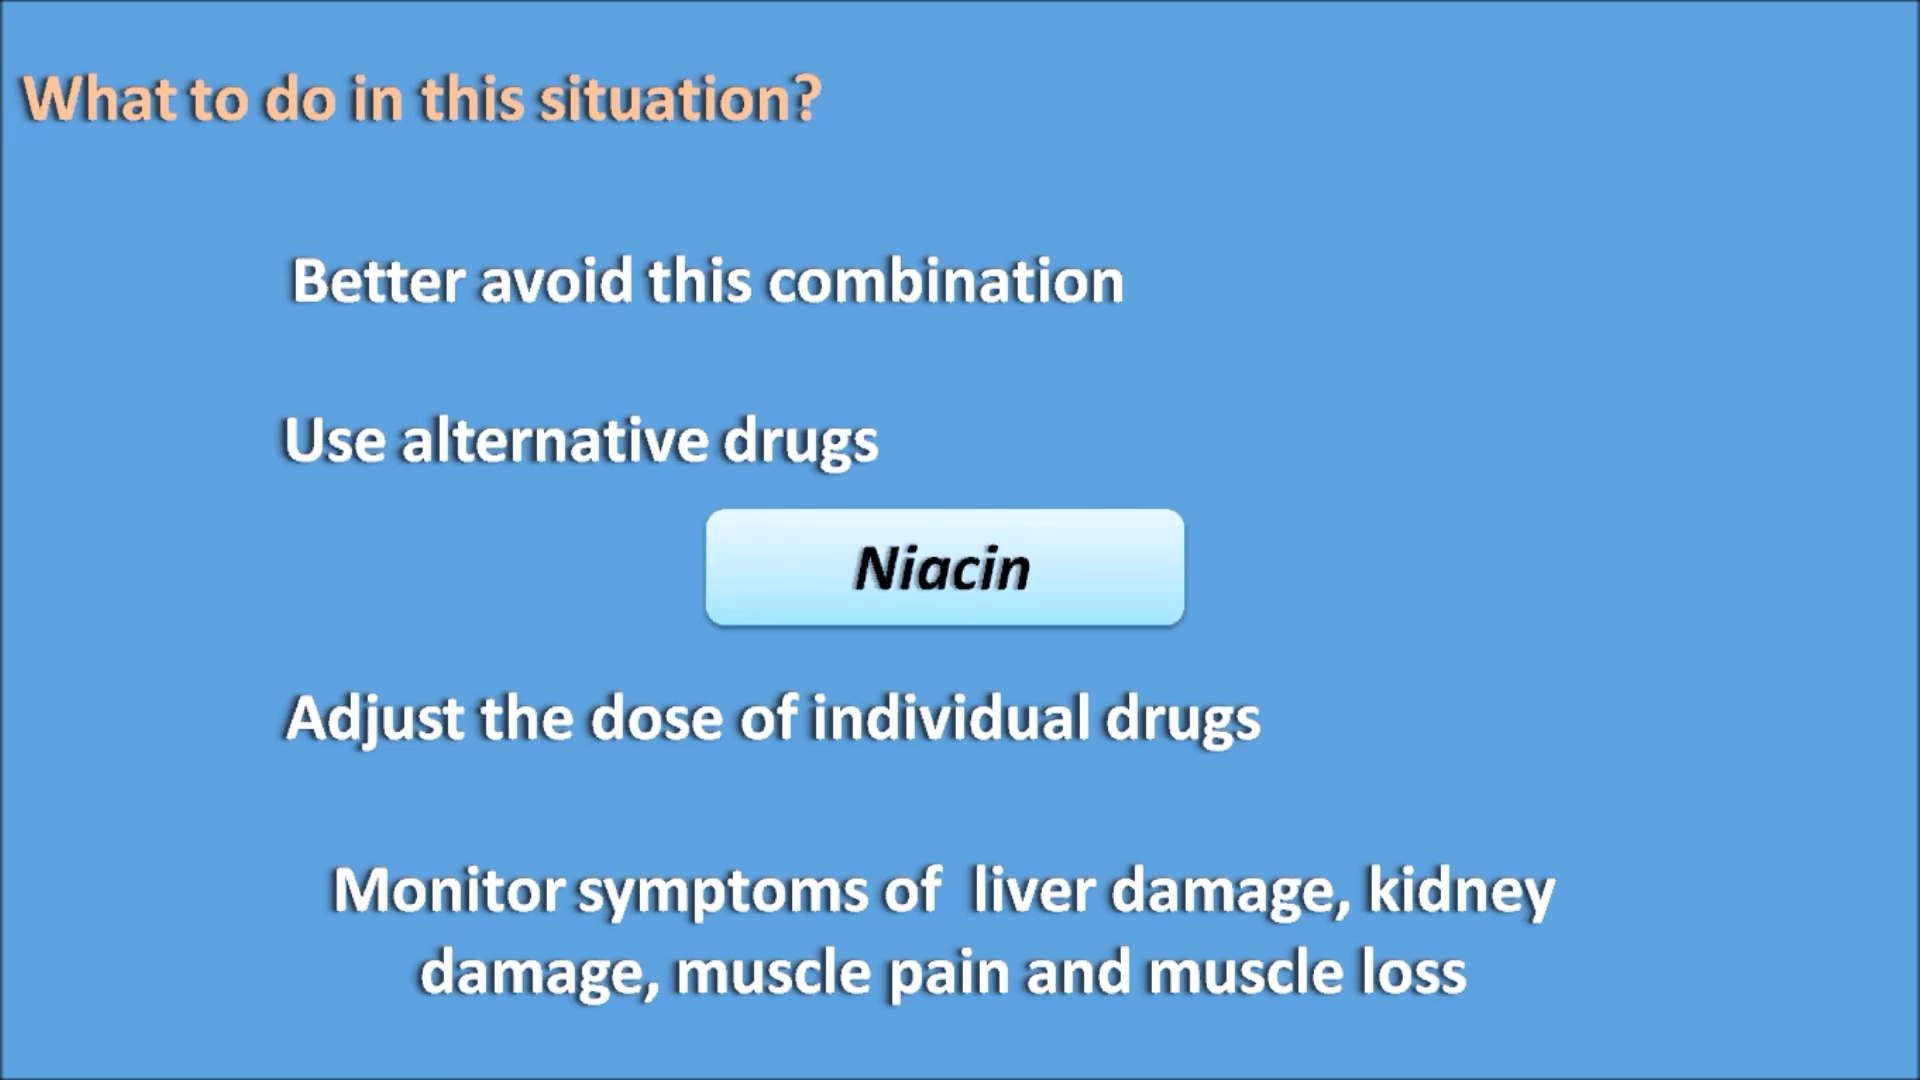 What to do in this situation?
Better avoid this combination
Use alternative drugs
Niacin
Adjust the dose of individual drugs
Monitor symptoms of liver damage, kidney
damage, muscle pain and muscle loss